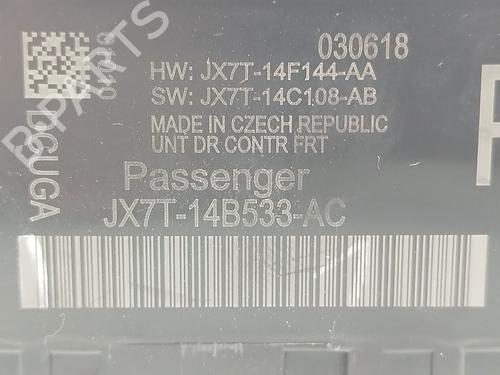 030618
HW: JX7T-14F144-AA
SW: JX7T-14C108-AB
MADE IN CZECH REPUBLIC
UNT DR CONTR FRT
DCUGA
Passenger
JX7T-14B533-AC
B-PARTS